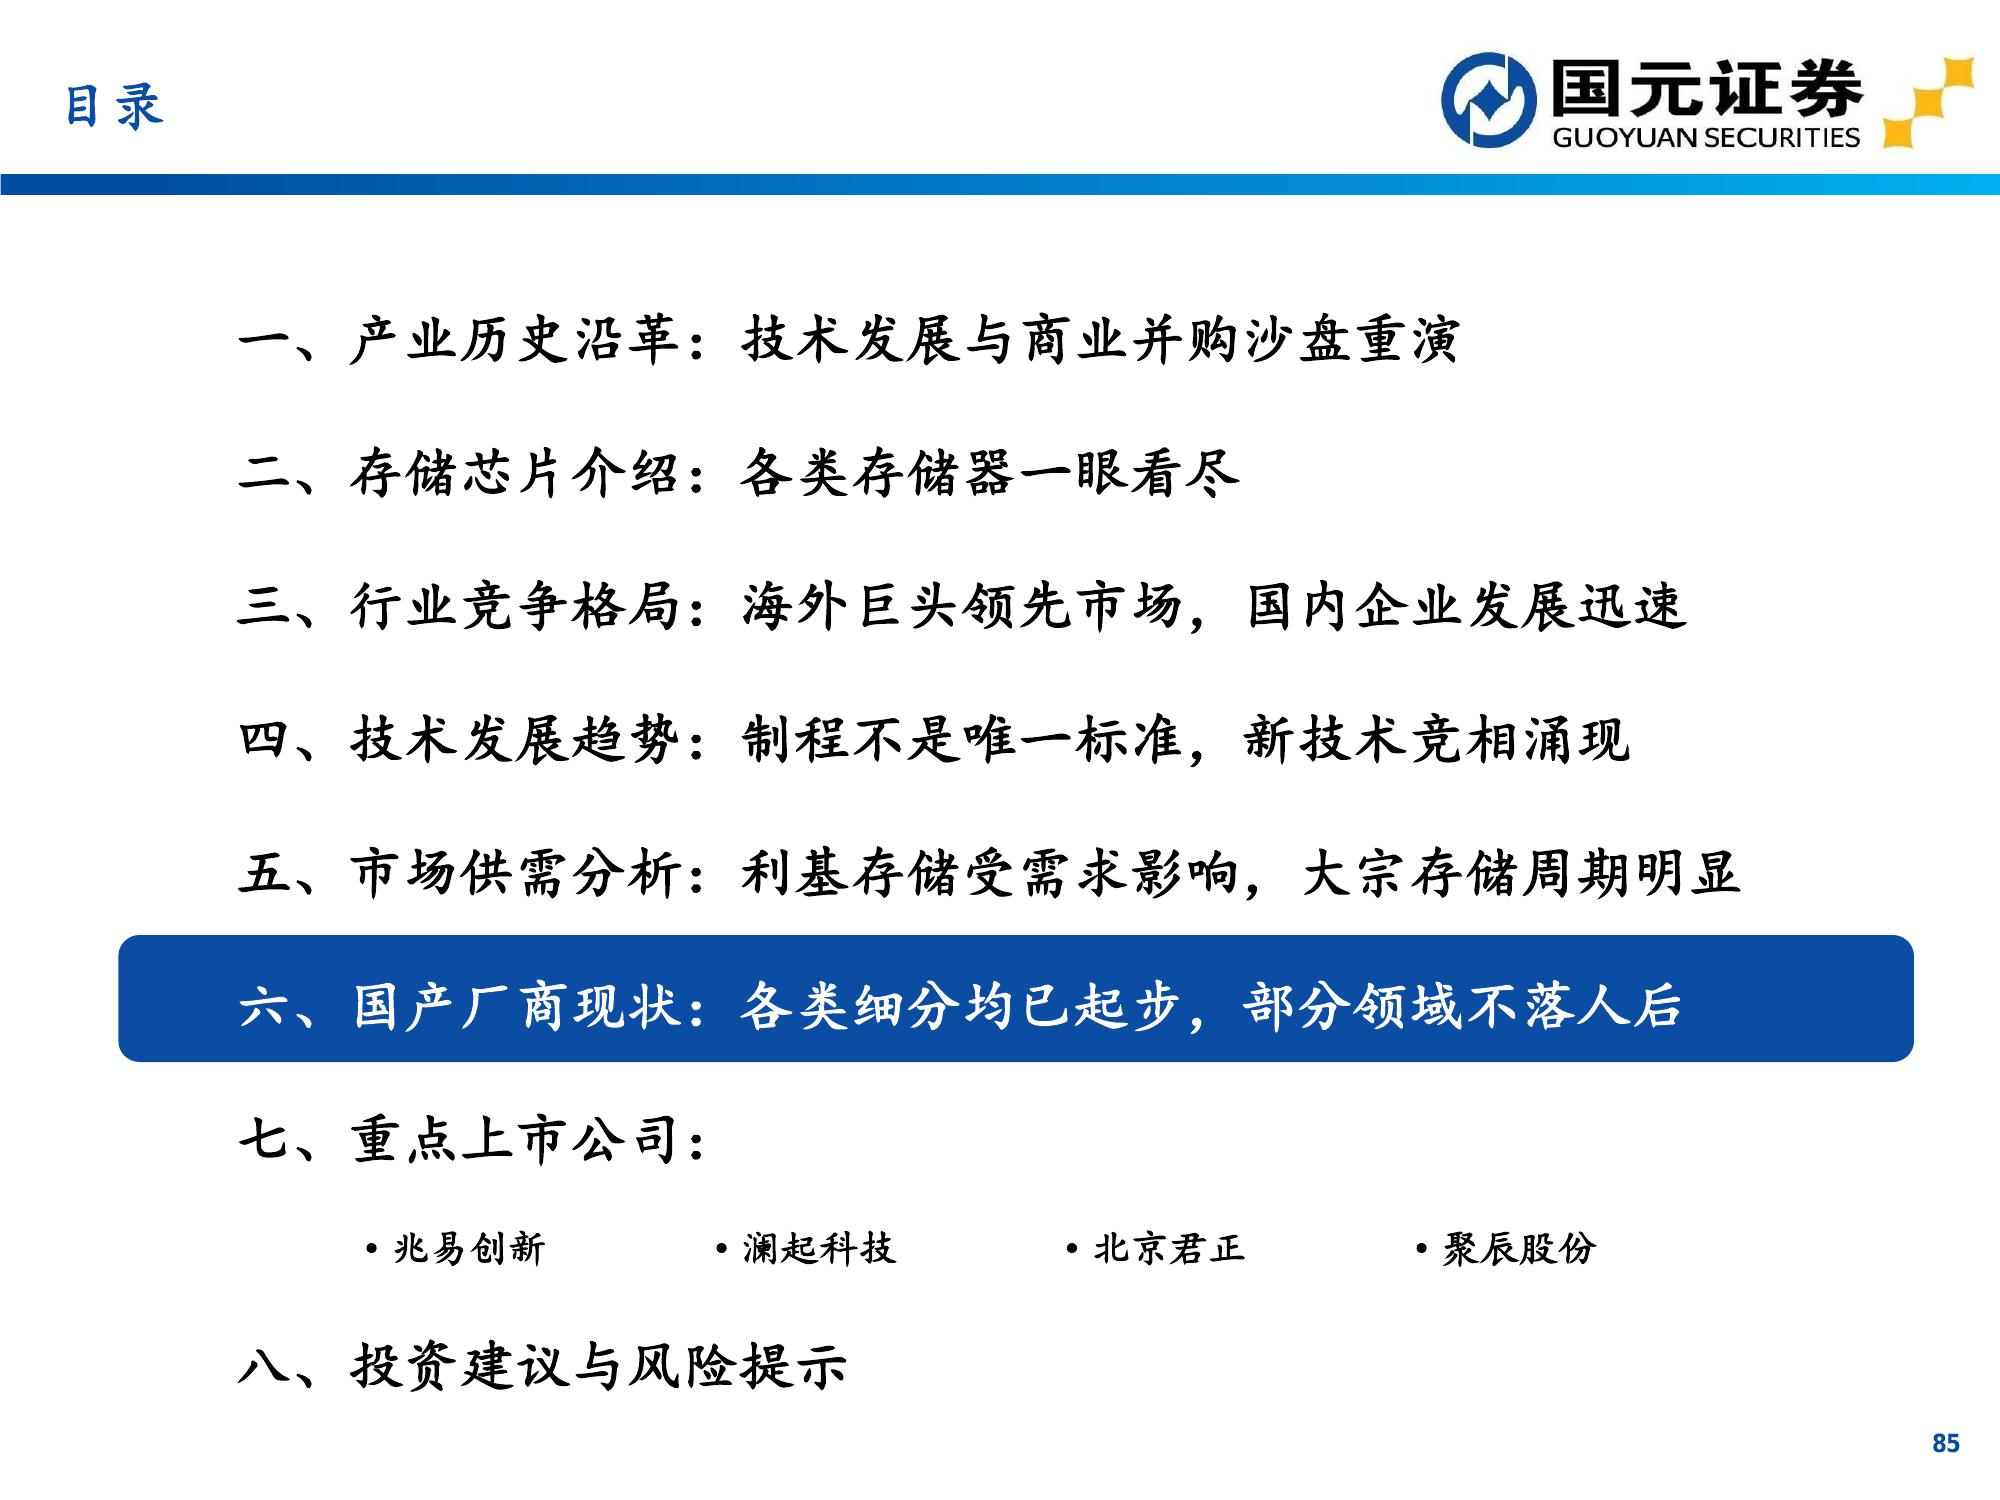 目录
国元证券
GUOYUAN SECURITIES
一、产业历史沿革：技术发展与商业并购沙盘重演
二、存储芯片介绍：各类存储器一眼看尽
三、行业竞争格局：海外巨头领先市场，国内企业发展迅速
四、技术发展趋势：制程不是唯一标准，新技术竞相涌现
五、市场供需分析：利基存储受需求影响，大宗存储周期明显
六、国产厂商现状：各类细分均已起步，部分领域不落人后
七、重点上市公司：
• 兆易创新 • 澜起科技 • 北京君正 • 聚辰股份
八、投资建议与风险提示
85